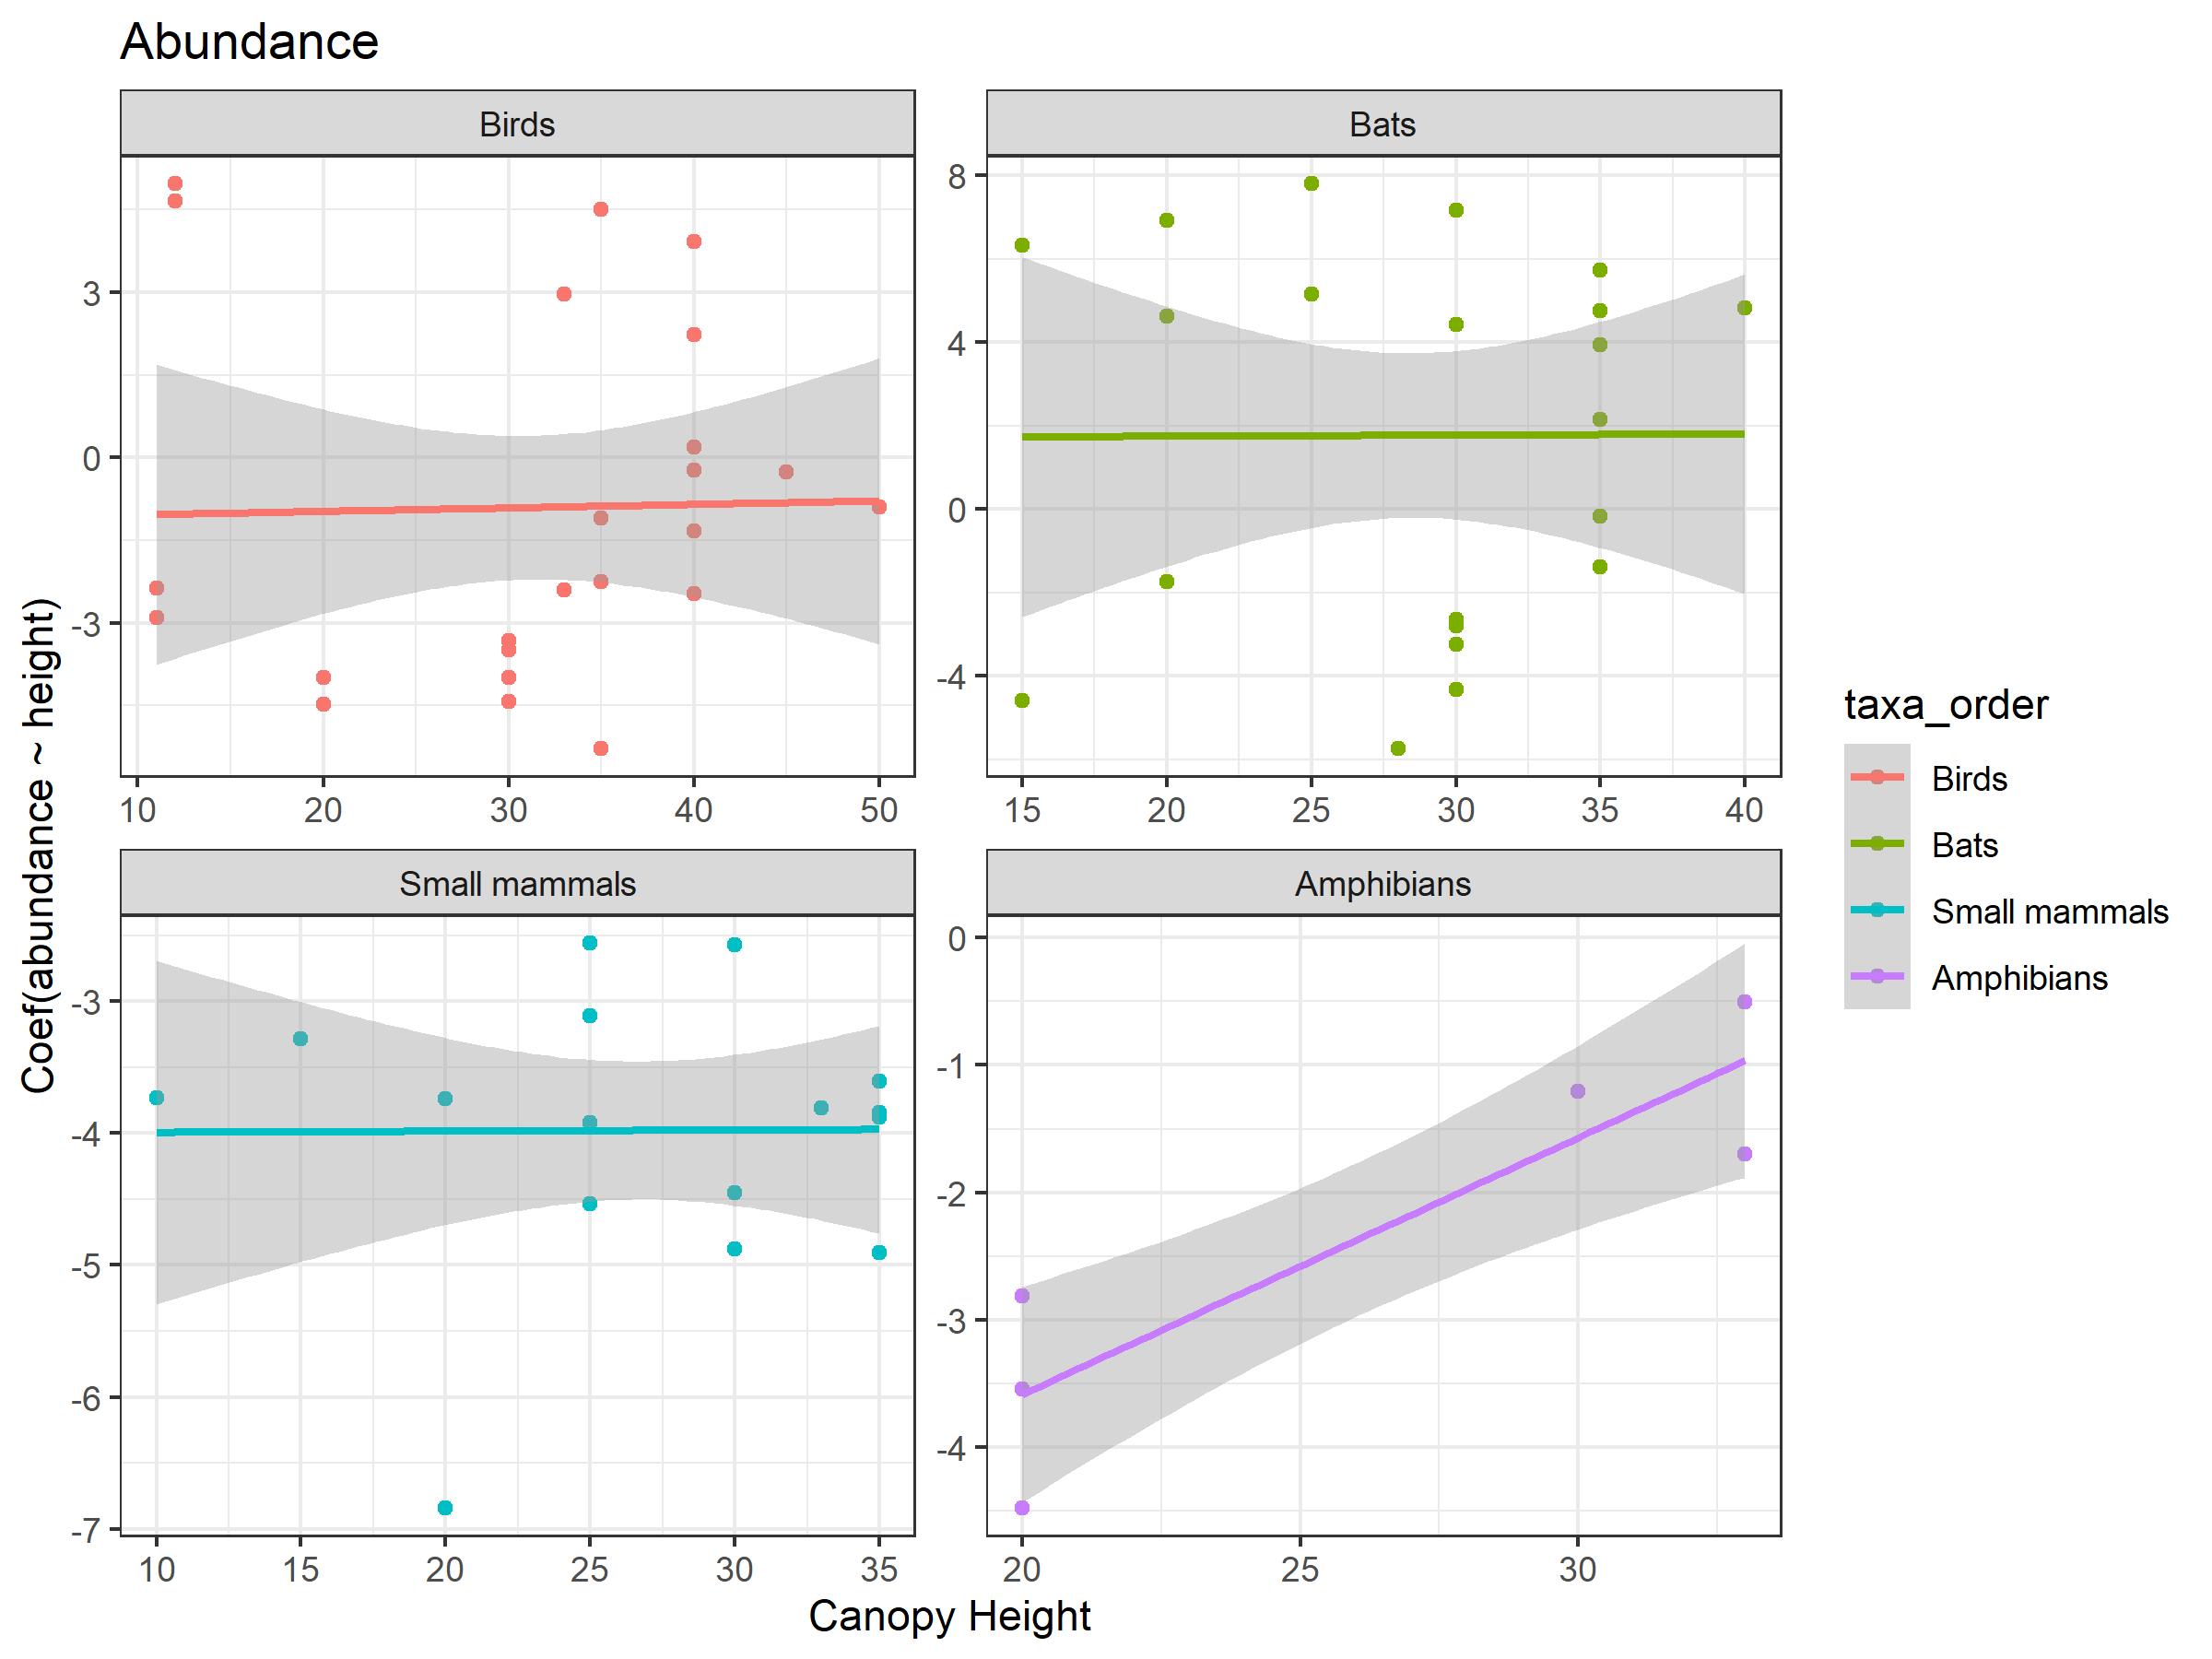 Abundance
Birds
Bats
3
0
-3
10 20 30 40 50
8
4
0
-4
15 20 25 30 35 40
Small mammals
Amphibians
-3
-4
-5
-6
-7
10 15 20 25 30 35
0
-1
-2
-3
-4
20 25 30
Coef(abundance ~ height)
Canopy Height
taxa_order
Birds
Bats
Small mammals
Amphibians